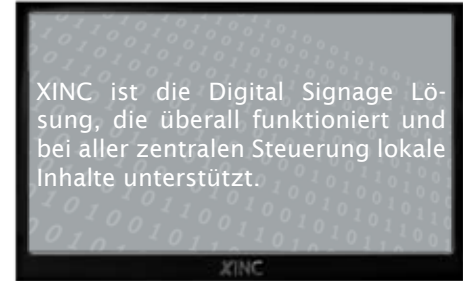 XINC ist die Digital Signage Lö-
sung, die überall funktioniert und
bei aller zentralen Steuerung lokale
Inhalte unterstützt.
XINC